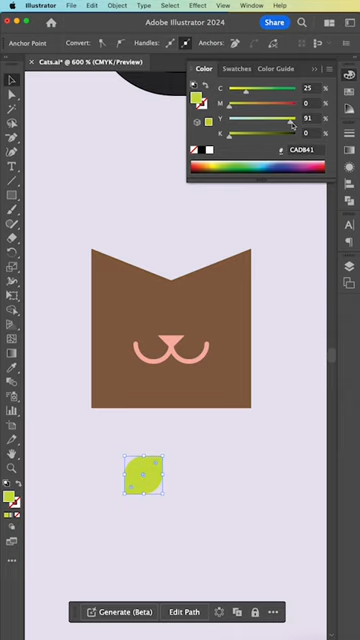 Illustrator File Edit Object Type Select Effect View Window Help
Adobe Illustrator 2024 Share
Anchor Point Convert: Handles: Anchors:
Cats.ai* @ 600 % (CMYK/Preview)
Color Swatches Color Guide
C 25 %
M 0 %
Y 91 %
K 0 %
# CADB41
T
Generate (Beta) Edit Path